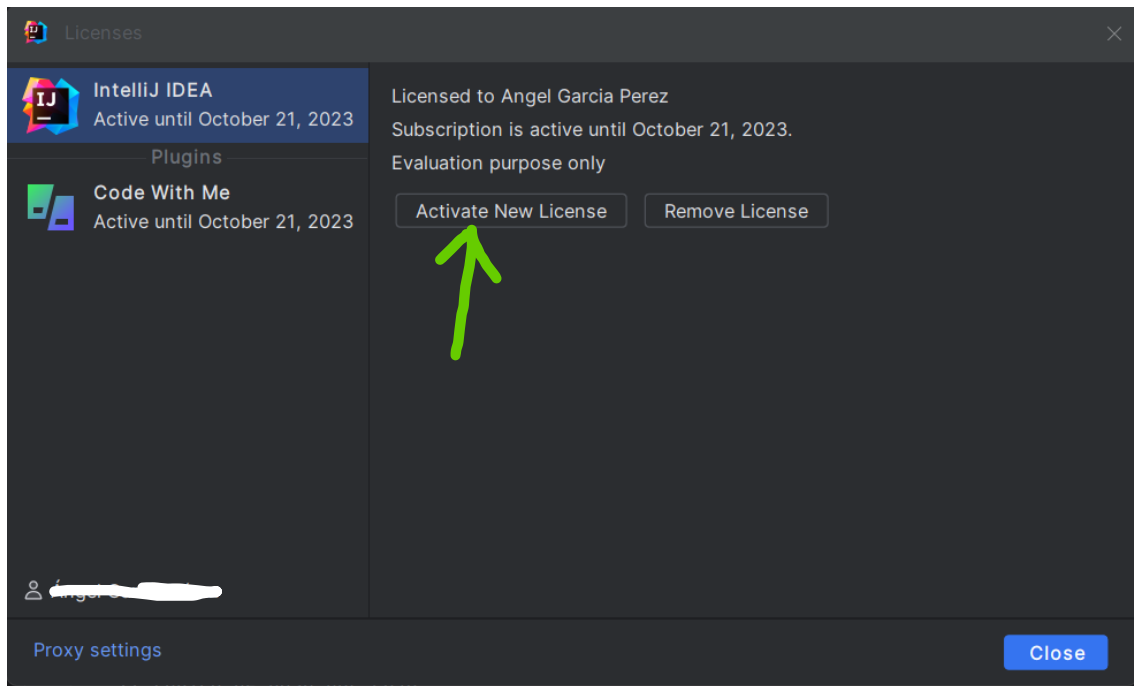 Licenses
IJ
IntelliJ IDEA
Active until October 21, 2023
Plugins
Code With Me
Active until October 21, 2023
Licensed to Angel Garcia Perez
Subscription is active until October 21, 2023.
Evaluation purpose only
Activate New License
Remove License
Proxy settings
Close